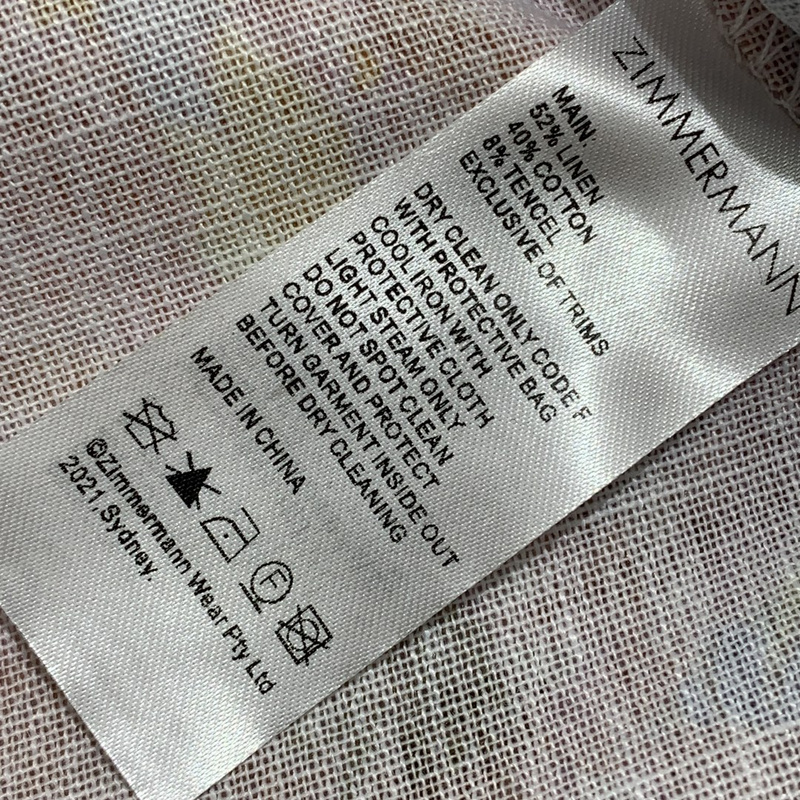 ZIMMERMANN
MAIN.
52% LINEN
40% COTTON
8% TENCEL
EXCLUSIVE OF TRIMS
DRY CLEAN ONLY CODE F
WITH PROTECTIVE BAG
COOL IRON WITH
PROTECTIVE CLOTH
LIGHT STEAM ONLY
DO NOT SPOT CLEAN
COVER AND PROTECT
TURN GARMENT INSIDE OUT
BEFORE DRY CLEANING
MADE IN CHINA
F
©Zimmermann Wear Pty Ltd
2021. Sydney.